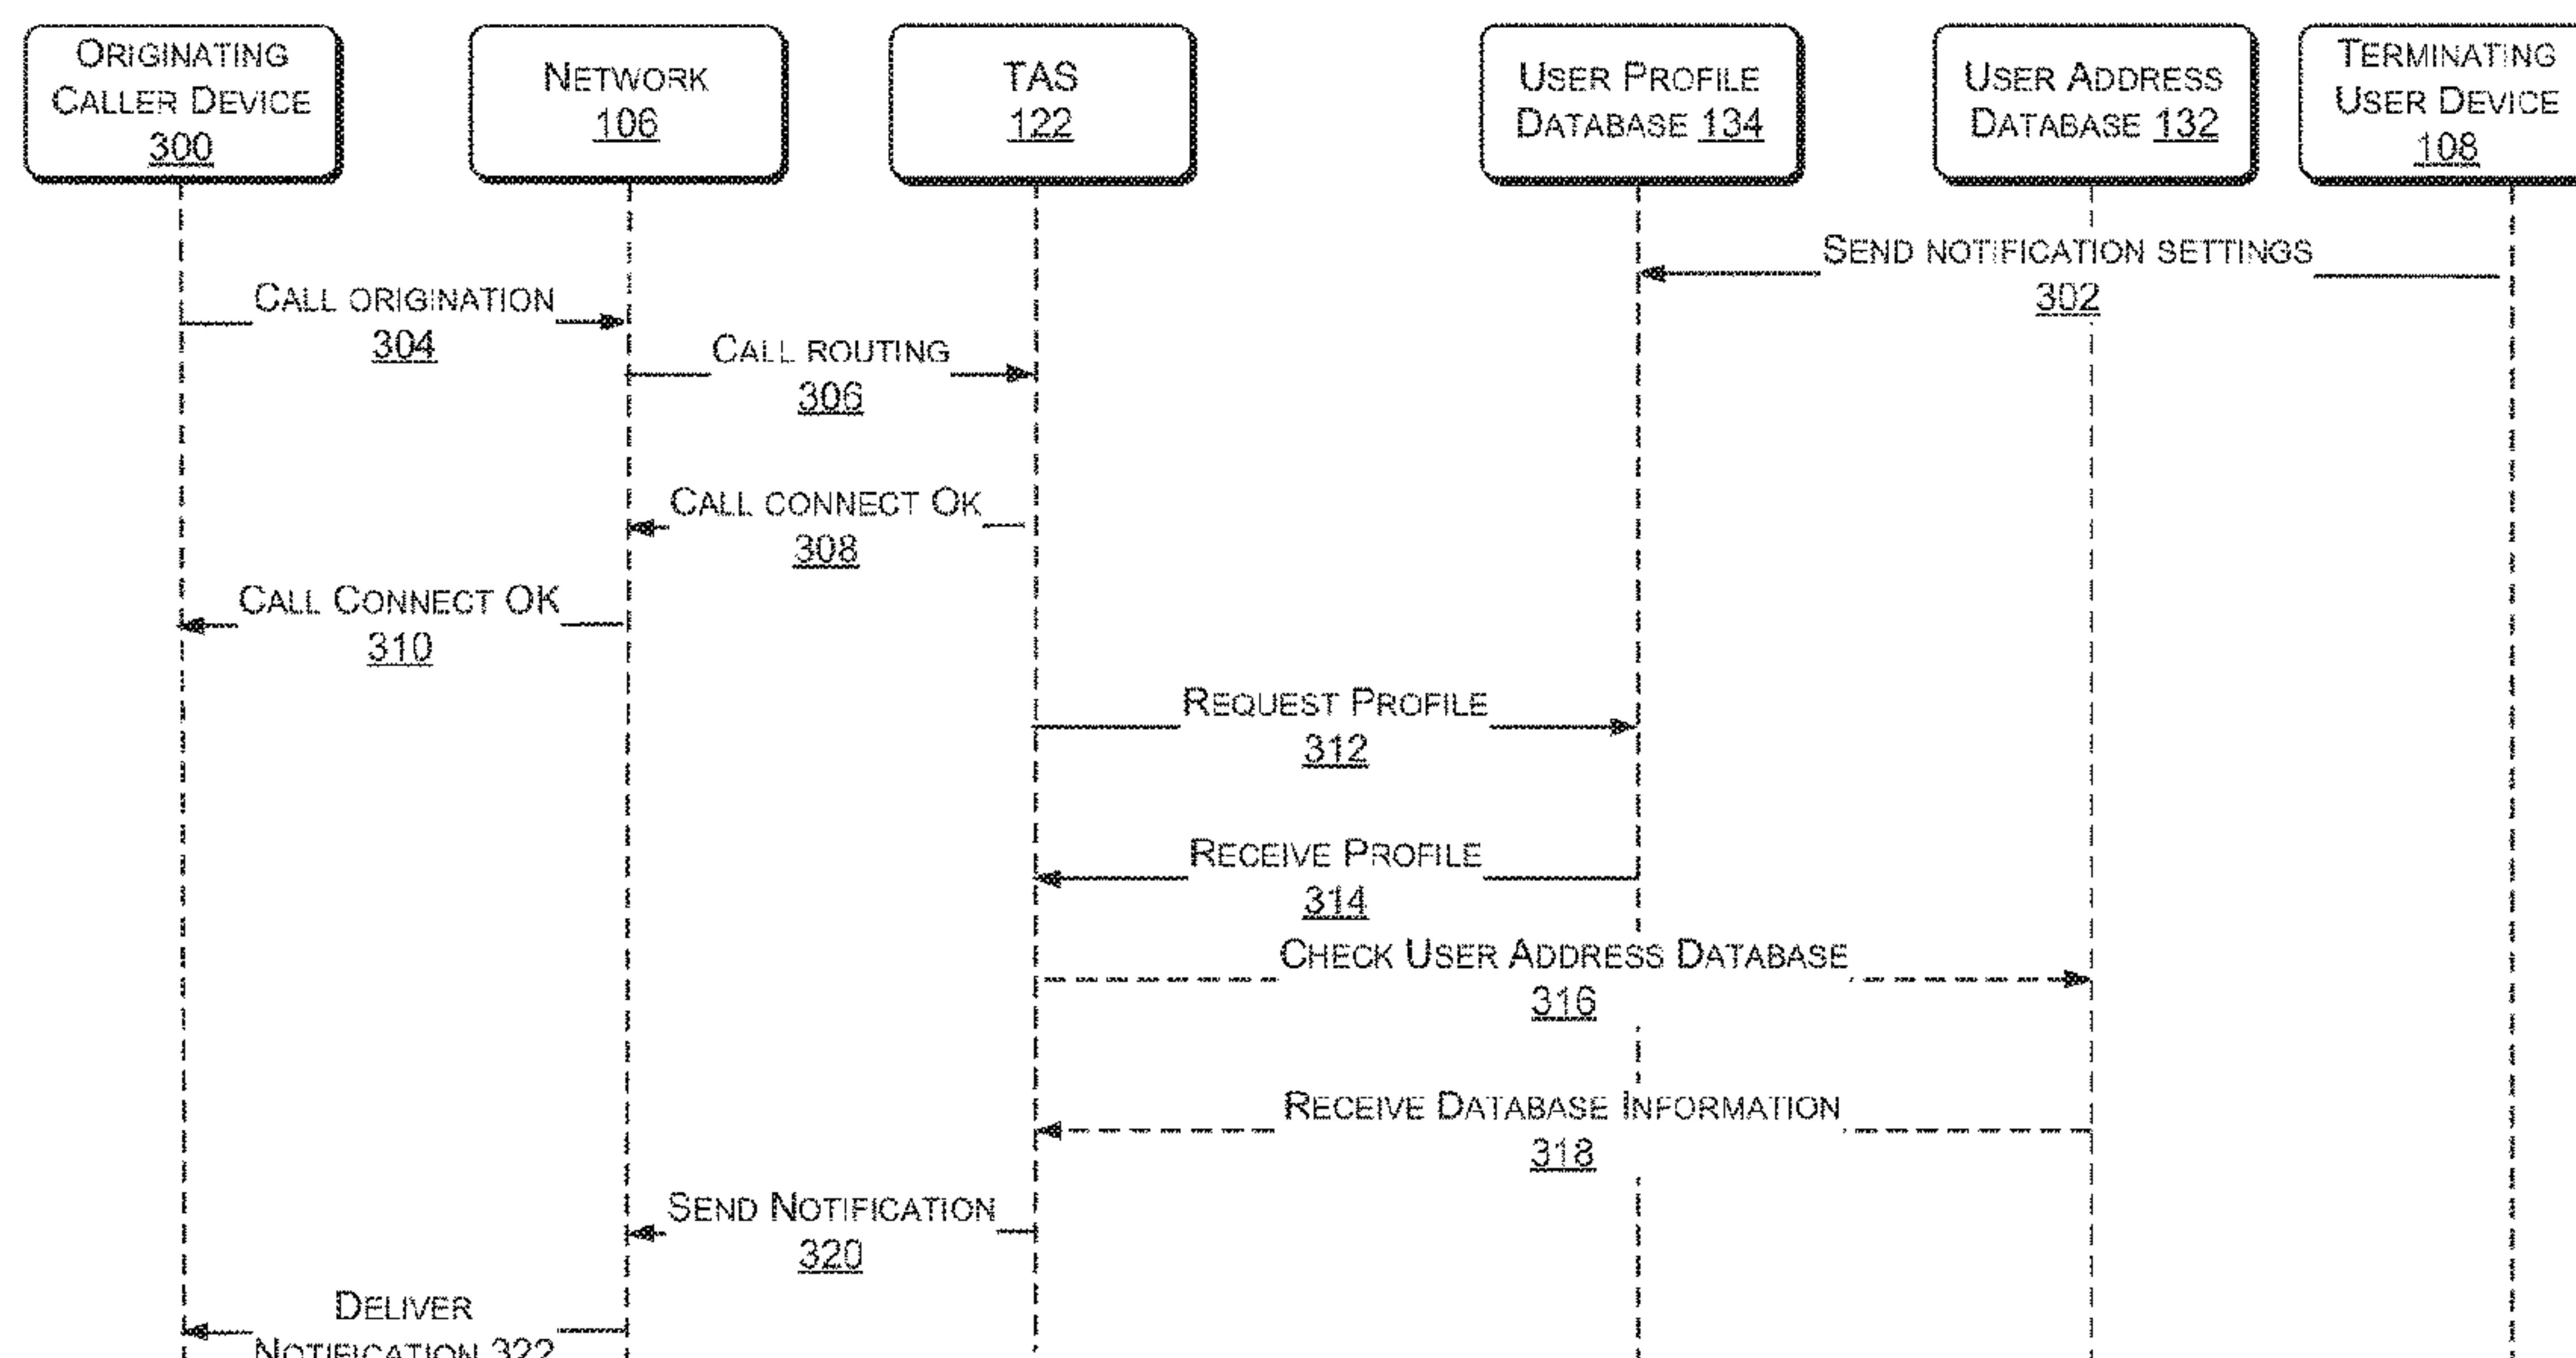 ORIGINATING
CALLER DEVICE
300
NETWORK
106
TAS
122
USER PROFILE
DATABASE 134
USER ADDRESS
DATABASE 132
TERMINATING
USER DEVICE
108
SEND NOTIFICATION SETTINGS
302
CALL ORIGINATION
304
CALL ROUTING
306
CALL CONNECT OK
308
CALL CONNECT OK
310
REQUEST PROFILE
312
RECEIVE PROFILE
314
CHECK USER ADDRESS DATABASE
316
RECEIVE DATABASE INFORMATION
318
SEND NOTIFICATION
320
DELIVER
NOTIFICATION 322